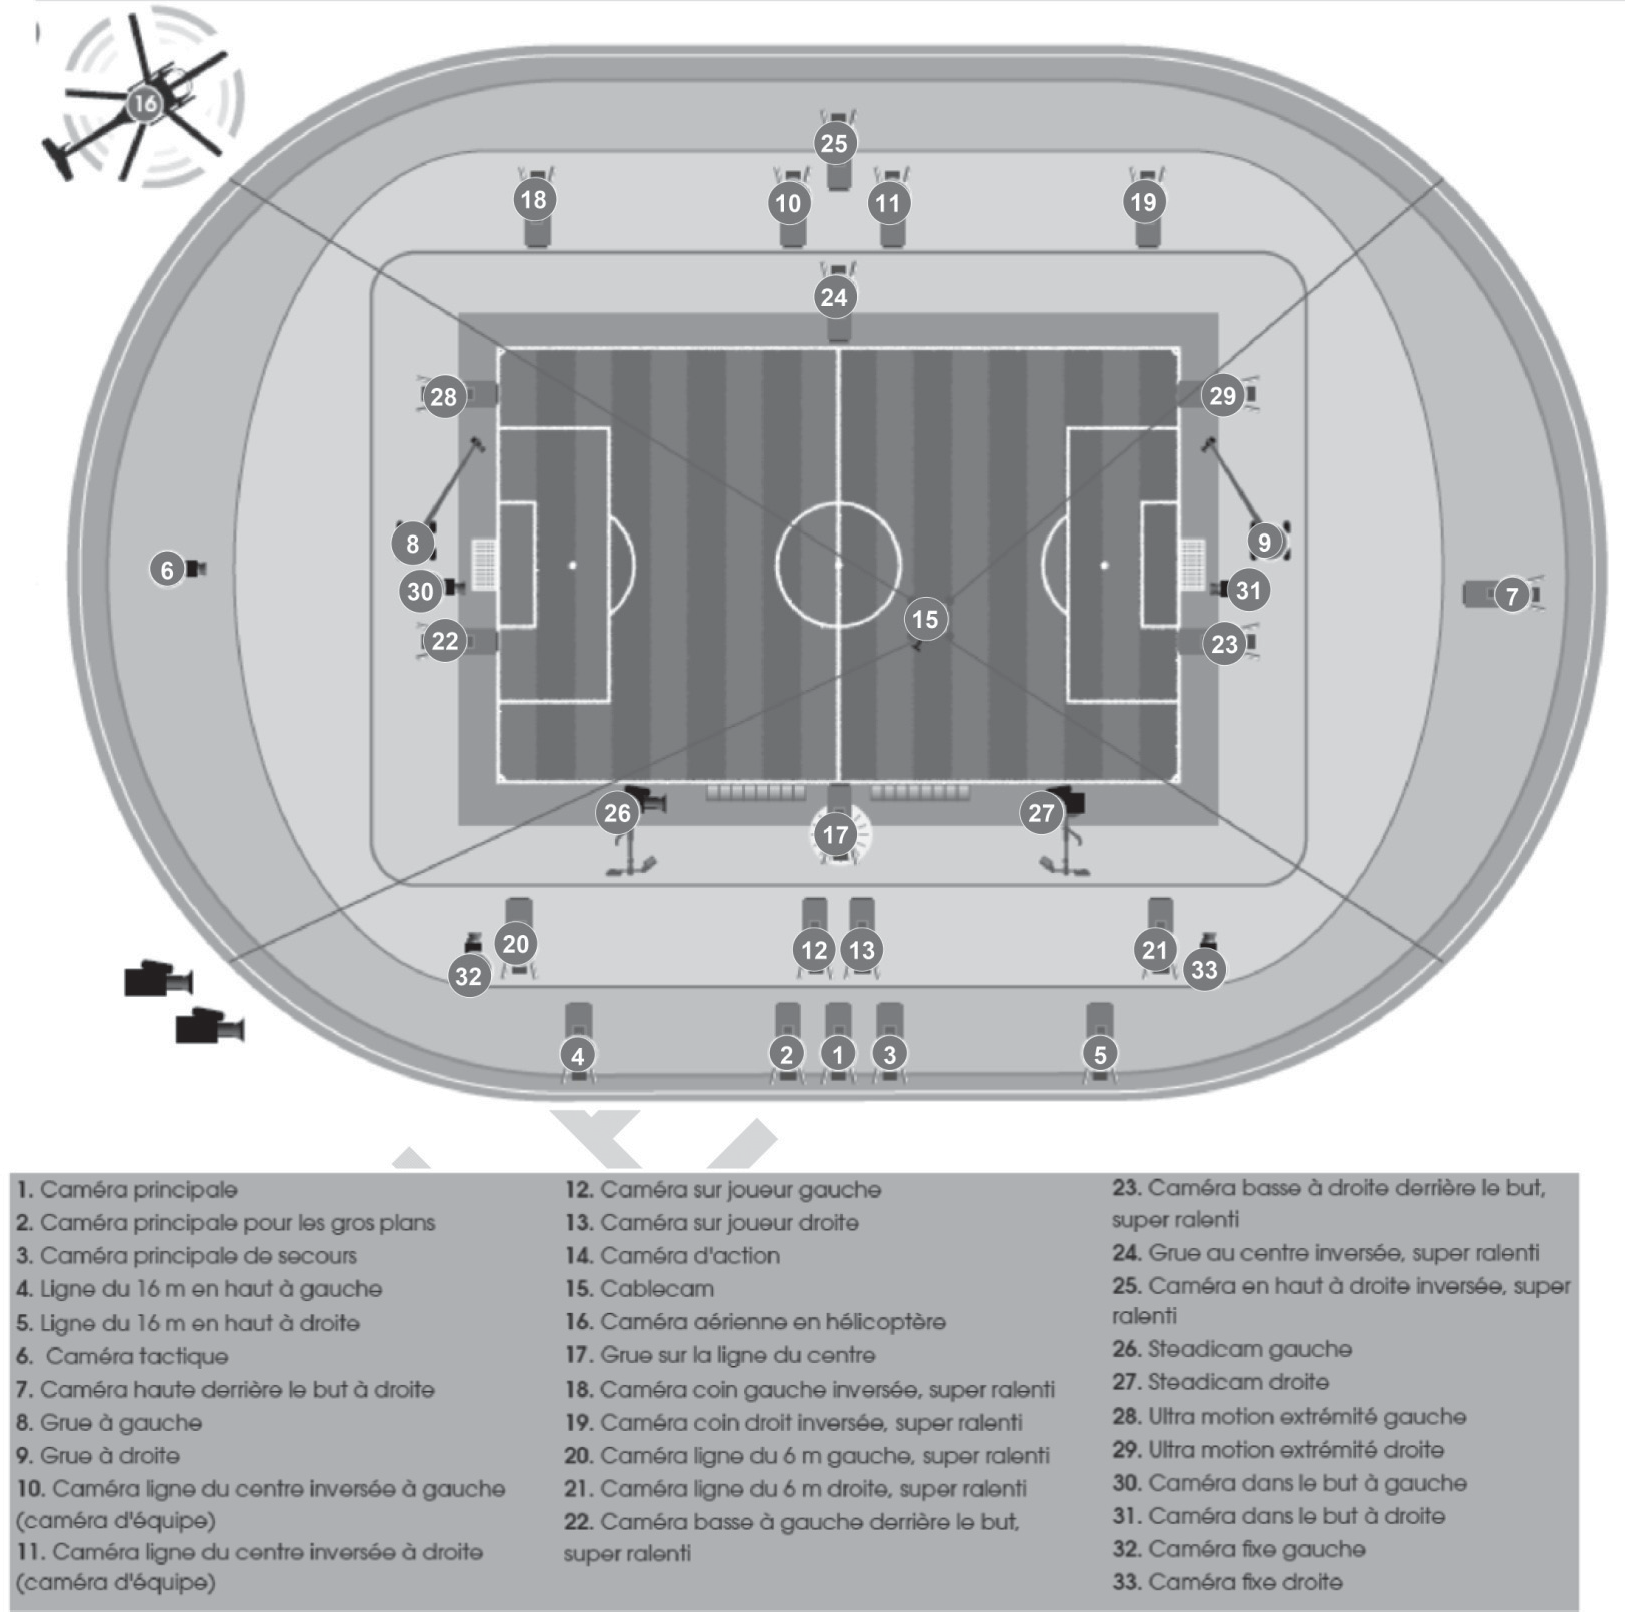 16
25
18
10
11
19
24
28
29
8
9
6
30
31
7
15
22
23
26
27
17
20
12
13
21
32
33
4
2
1
3
5
1. Caméra principale
2. Caméra principale pour les gros plans
3. Caméra principale de secours
4. Ligne du 16 m en haut à gauche
5. Ligne du 16 m en haut à droite
6. Caméra tactique
7. Caméra haute derrière le but à droite
8. Grue à gauche
9. Grue à droite
10. Caméra ligne du centre inversée à gauche
(caméra d'équipe)
11. Caméra ligne du centre inversée à droite
(caméra d'équipe)
12. Caméra sur joueur gauche
13. Caméra sur joueur droite
14. Caméra d'action
15. Cablecam
16. Caméra aérienne en hélicoptère
17. Grue sur la ligne du centre
18. Caméra coin gauche inversée, super ralenti
19. Caméra coin droit inversée, super ralenti
20. Caméra ligne du 6 m gauche, super ralenti
21. Caméra ligne du 6 m droite, super ralenti
22. Caméra basse à gauche derrière le but,
super ralenti
23. Caméra basse à droite derrière le but,
super ralenti
24. Grue au centre inversée, super ralenti
25. Caméra en haut à droite inversée, super
ralenti
26. Steadicam gauche
27. Steadicam droite
28. Ultra motion extrémité gauche
29. Ultra motion extrémité droite
30. Caméra dans le but à gauche
31. Caméra dans le but à droite
32. Caméra fixe gauche
33. Caméra fixe droite